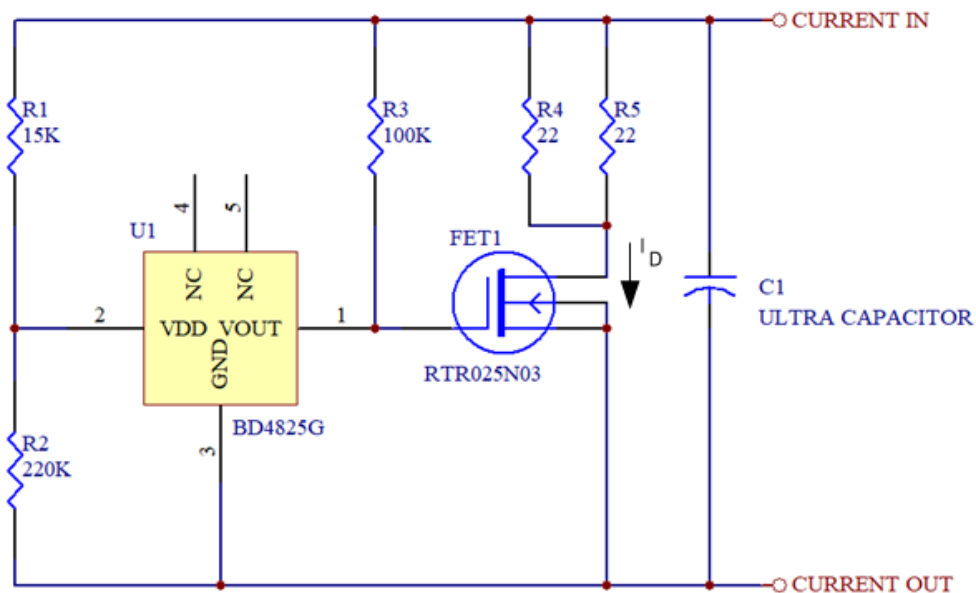 CURRENT IN
R1
15K
R3
100K
R4
22
R5
22
4
5
U1
NC
NC
FET1
I D
C1
ULTRA CAPACITOR
2
VDD
VOUT
1
GND
RTR025N03
BD4825G
3
R2
220K
CURRENT OUT